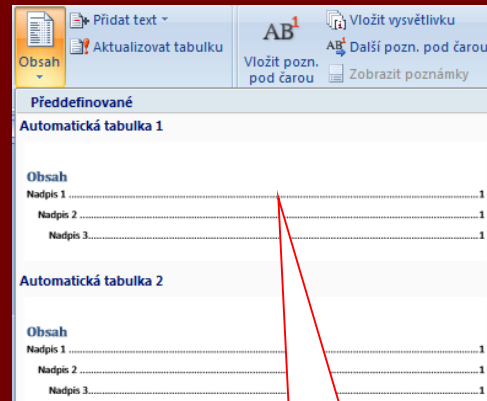 Přidat text
Aktualizovat tabulku
Obsah
AB1
Vložit pozn.
pod čarou
Vložit vysvětlivku
AB1 Další pozn. pod čarou
Zobrazit poznámky
Předdefinované
Automatická tabulka 1
Obsah
Nadpis 1 ........................................ 1
Nadpis 2 ........................................ 1
Nadpis 3........................................ 1
Automatická tabulka 2
Obsah
Nadpis 1 ........................................ 1
Nadpis 2 ........................................ 1
Nadpis 3........................................ 1